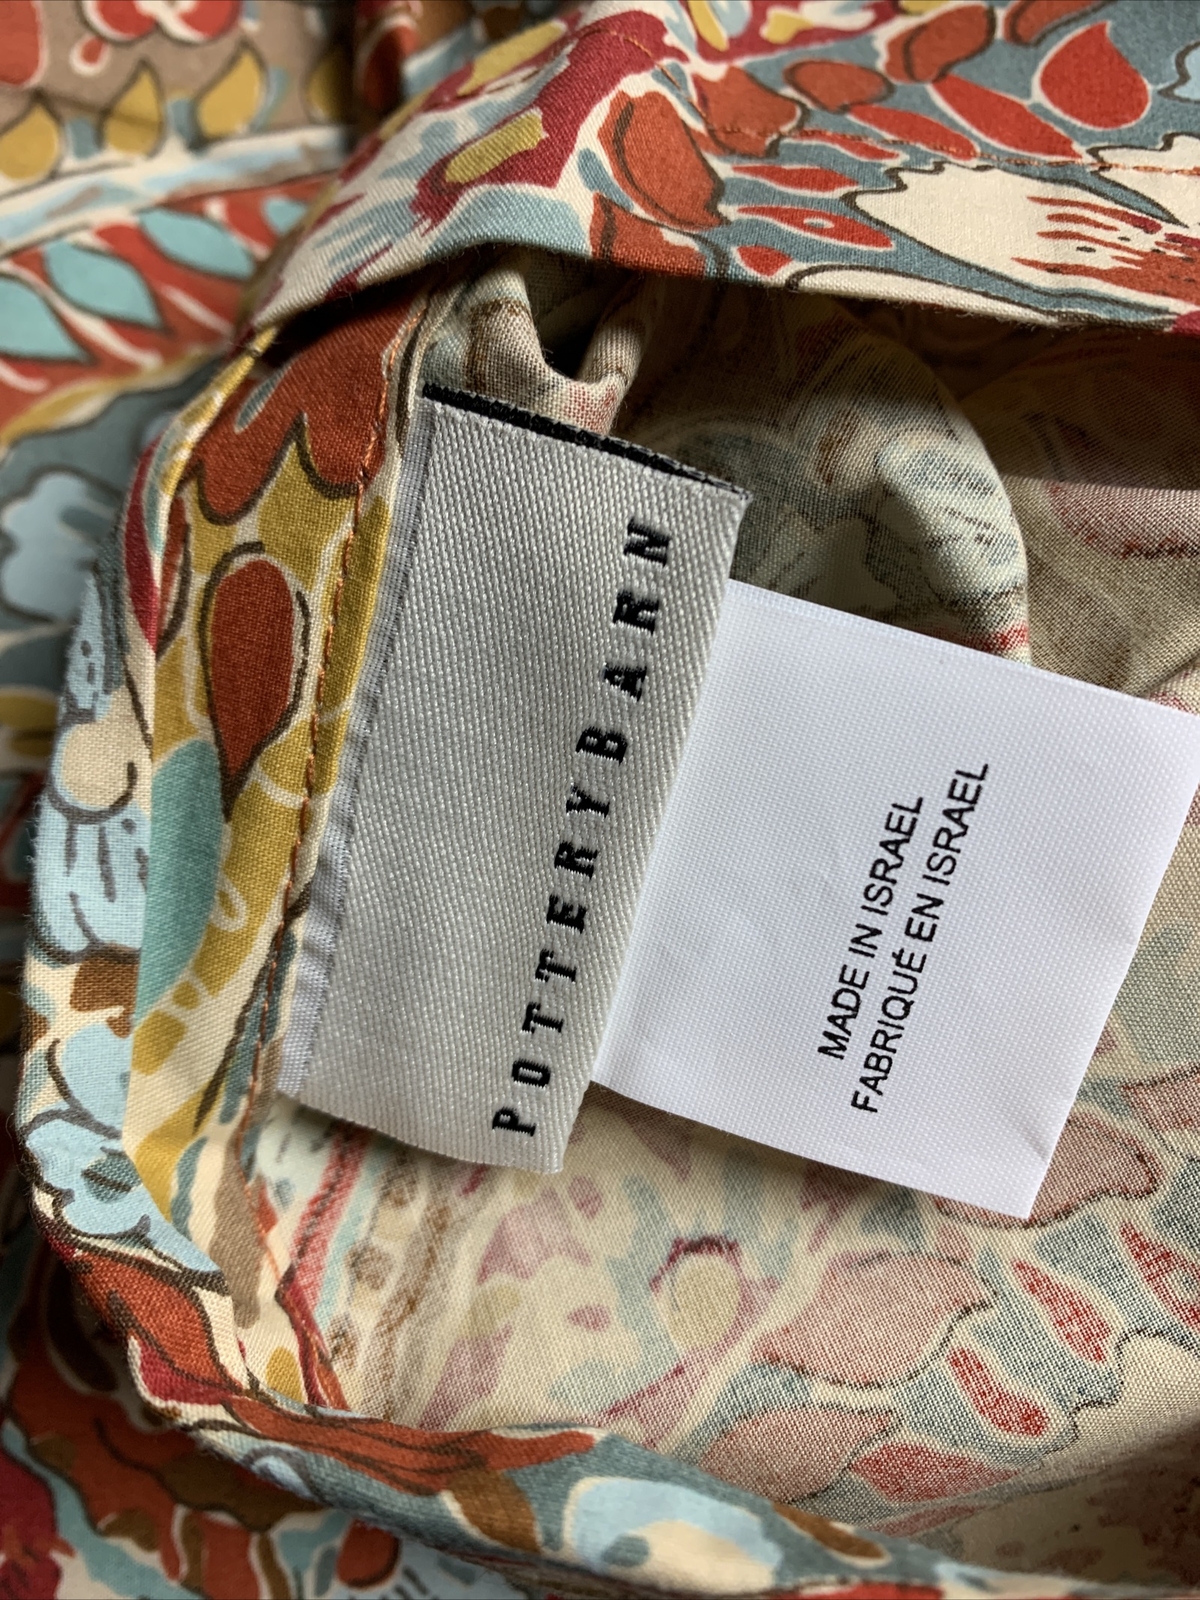 POTTERYBARN
MADE IN ISRAEL
FABRIQUÉ EN ISRAEL